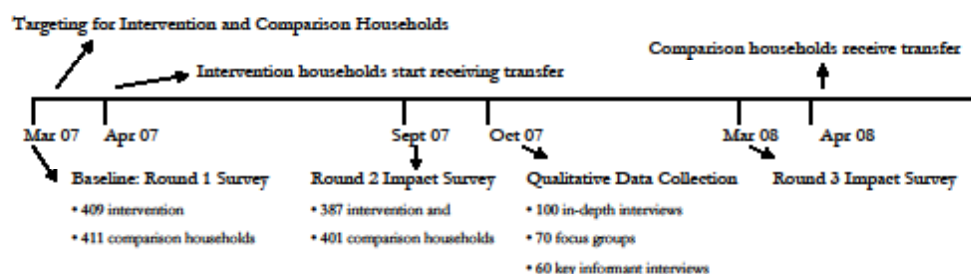 Targeting for Intervention and Comparison Households
Comparison households receive transfer
Intervention households start receiving transfer
Mar 07 Apr 07 Sept 07 Oct 07 Mar 08 Apr 08
Baseline: Round 1 Survey Round 2 Impact Survey Qualitative Data Collection Round 3 Impact Survey
• 409 intervention • 387 intervention and • 100 in-depth interviews
• 411 comparison households • 401 comparison households • 70 focus groups
• 60 key informant interviews